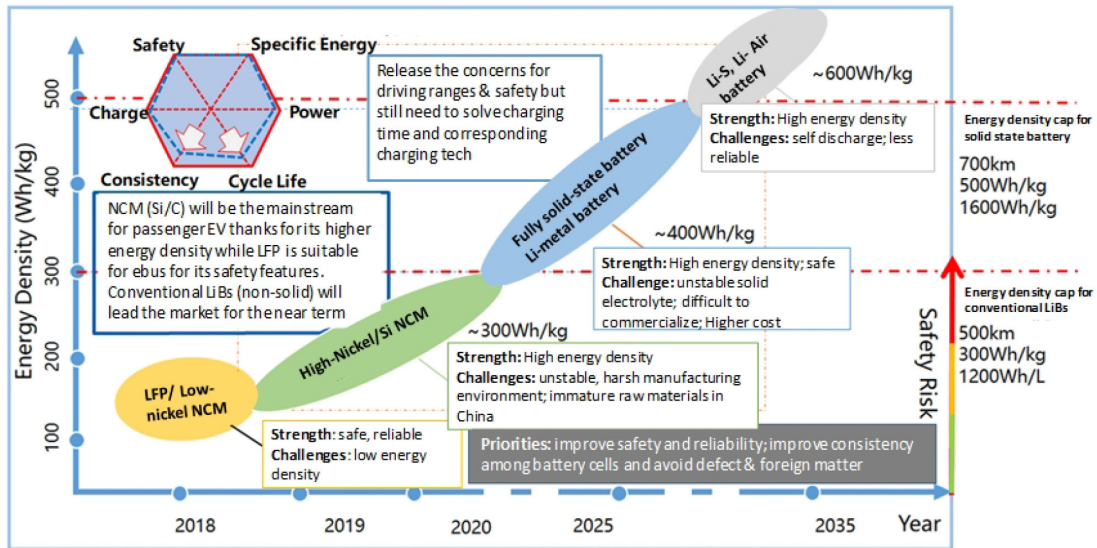 Safety
Specific Energy
Charge
Power
Consistency
Cycle Life
Release the concerns for
driving ranges & safety but
still need to solve charging
time and corresponding
charging tech
Li-S, Li- Air
battery
~600Wh/kg
Strength: High energy density
Challenges: self discharge; less
reliable
Energy density cap for
solid state battery
700km
500Wh/kg
1600Wh/kg
NCM (Si/C) will be the mainstream
for passenger EV thanks for its higher
energy density while LFP is suitable
for ebus for its safety features.
Conventional LiBs (non-solid) will
lead the market for the near term
Fully solid-state battery
Li-metal battery
~400Wh/kg
Strength: High energy density; safe
Challenge: unstable solid
electrolyte; difficult to
commercialize; Higher cost
Energy density cap for
conventional LiBs
500km
300Wh/kg
1200Wh/L
Safety Risk
High-Nickel/Si NCM
~300Wh/kg
Strength: High energy density
Challenges: unstable, harsh manufacturing
environment; immature raw materials in
China
LFP/ Low-
nickel NCM
Strength: safe, reliable
Challenges: low energy
density
Priorities: improve safety and reliability; improve consistency
among battery cells and avoid defect & foreign matter
Energy Density (Wh/kg)
500
400
300
200
100
2018
2019
2020
2025
2035
Year